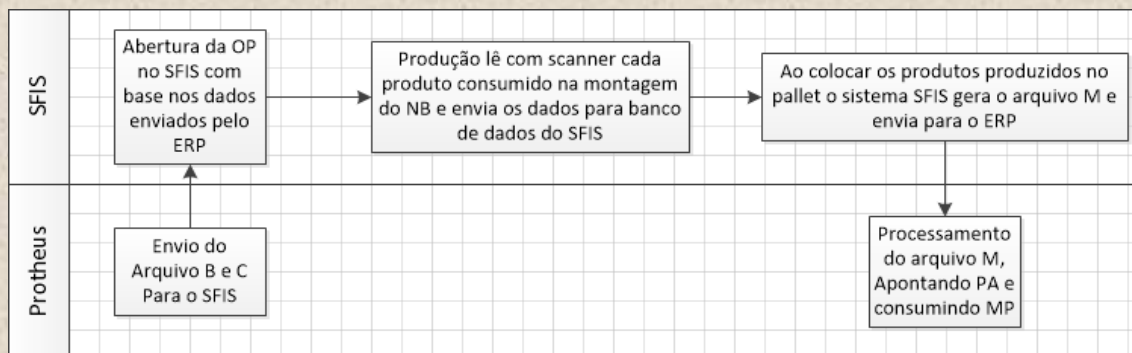 SFIS
Abertura da OP
no SFIS com
base nos dados
enviados pelo
ERP
Produção lê com scanner cada
produto consumido na montagem
do NB e envia os dados para banco
de dados do SFIS
Ao colocar os produtos produzidos no
pallet o sistema SFIS gera o arquivo M e
envia para o ERP
Protheus
Envio do
Arquivo B e C
Para o SFIS
Processamento
do arquivo M,
Apontando PA e
consumindo MP